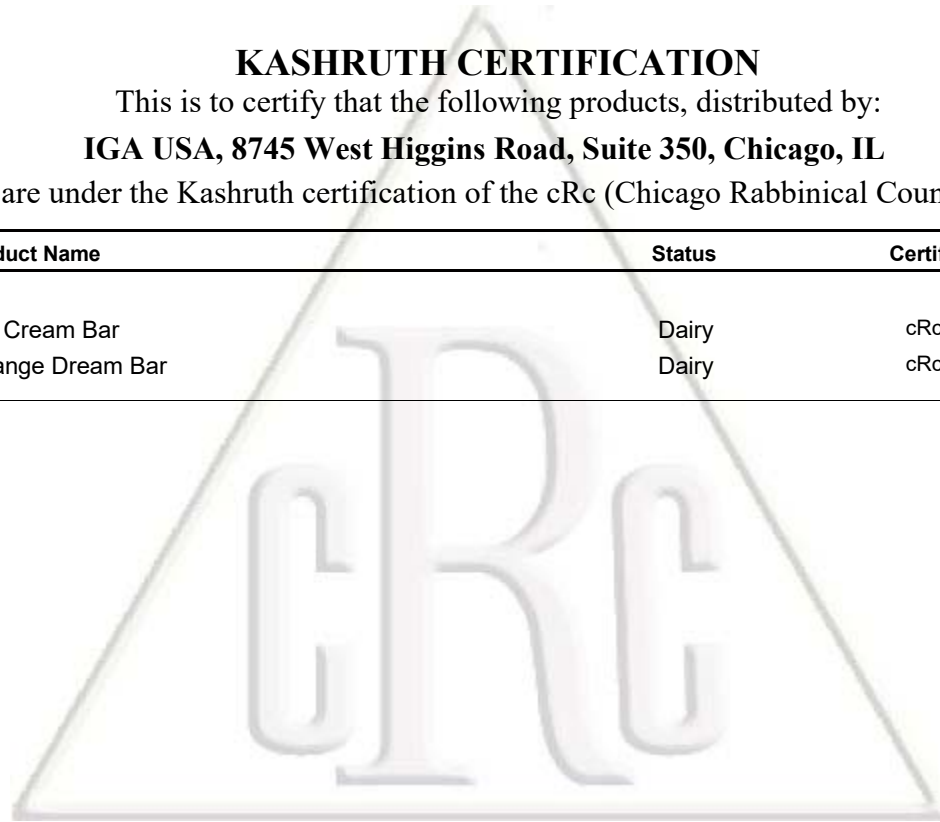 KASHRUTH CERTIFICATION
This is to certify that the following products, distributed by:
IGA USA, 8745 West Higgins Road, Suite 350, Chicago, IL
are under the Kashruth certification of the cRc (Chicago Rabbinical Coun
duct Name Status Certif
Cream Bar Dairy cRc
ange Dream Bar Dairy cRc
cRc